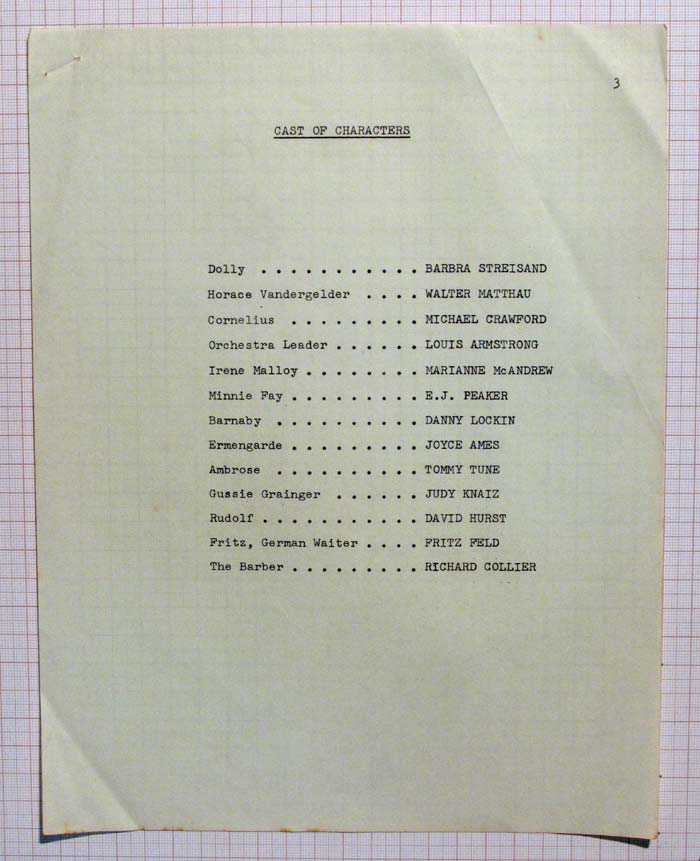 3
CAST OF CHARACTERS
Dolly . . . . . . . . . . . BARBRA STREISAND
Horace Vandergelder . . . . WALTER MATTHAU
Cornelius . . . . . . . . . MICHAEL CRAWFORD
Orchestra Leader . . . . . . LOUIS ARMSTRONG
Irene Malloy . . . . . . . . MARIANNE McANDREW
Minnie Fay . . . . . . . . . E.J. PEAKER
Barnaby . . . . . . . . . . DANNY LOCKIN
Ermengarde . . . . . . . . . JOYCE AMES
Ambrose . . . . . . . . . . TOMMY TUNE
Gussie Grainger . . . . . . JUDY KNAIZ
Rudolf . . . . . . . . . . . DAVID HURST
Fritz, German Waiter . . . . FRITZ FELD
The Barber . . . . . . . . . RICHARD COLLIER